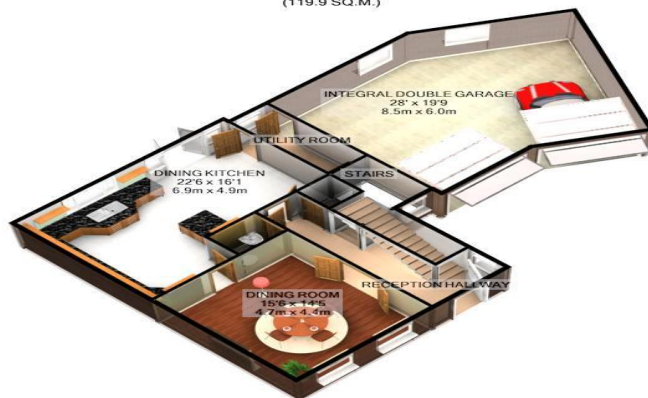 (119.9 SQ.M.)
INTEGRAL DOUBLE GARAGE
28' x 19'9
8.5m x 6.0m
UTILITY ROOM
DINING KITCHEN
22'6 x 16'1
6.9m x 4.9m
STAIRS
RECEPTION HALLWAY
DINING ROOM
15'6 x 14'5
4.7m x 4.4m